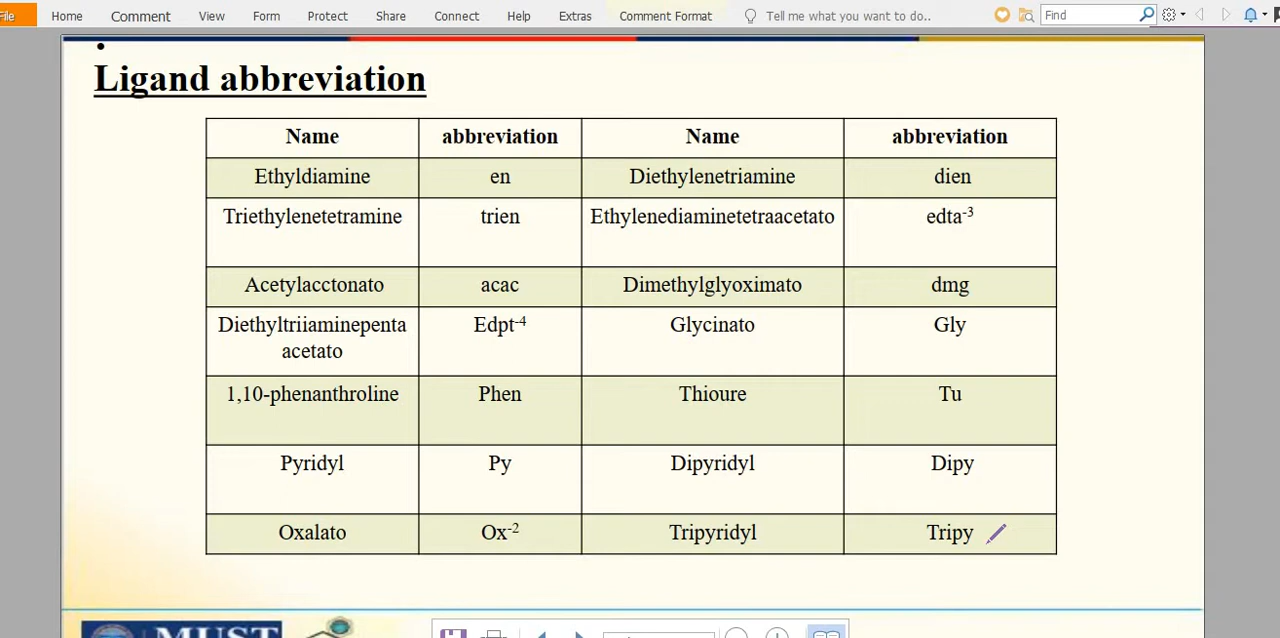 File Home Comment View Form Protect Share Connect Help Extras Comment Format Tell me what you want to do.. Find
Ligand abbreviation
Name abbreviation Name abbreviation
Ethyldiamine en Diethylenetriamine dien
Triethylenetetramine trien Ethylenediaminetetraacetato edta-3
Acetylacctonato acac Dimethylglyoximato dmg
Diethyltriiaminepenta Edpt-4 Glycinato Gly
acetato
1,10-phenanthroline Phen Thioure Tu
Pyridyl Py Dipyridyl Dipy
Oxalato Ox-2 Tripyridyl Tripy
MUST